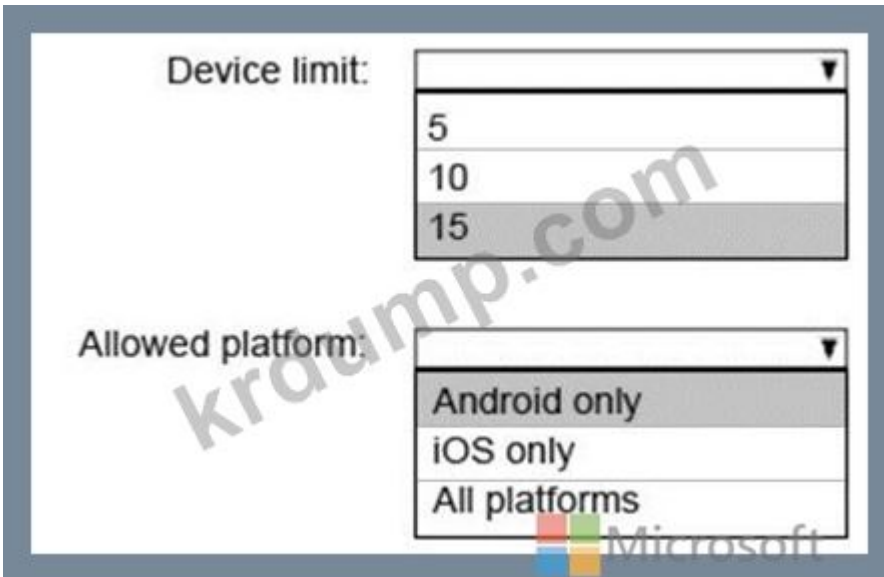 Device limit:
5
10
15
krdump.com
Allowed platform:
Android only
iOS only
All platforms
Microsoft